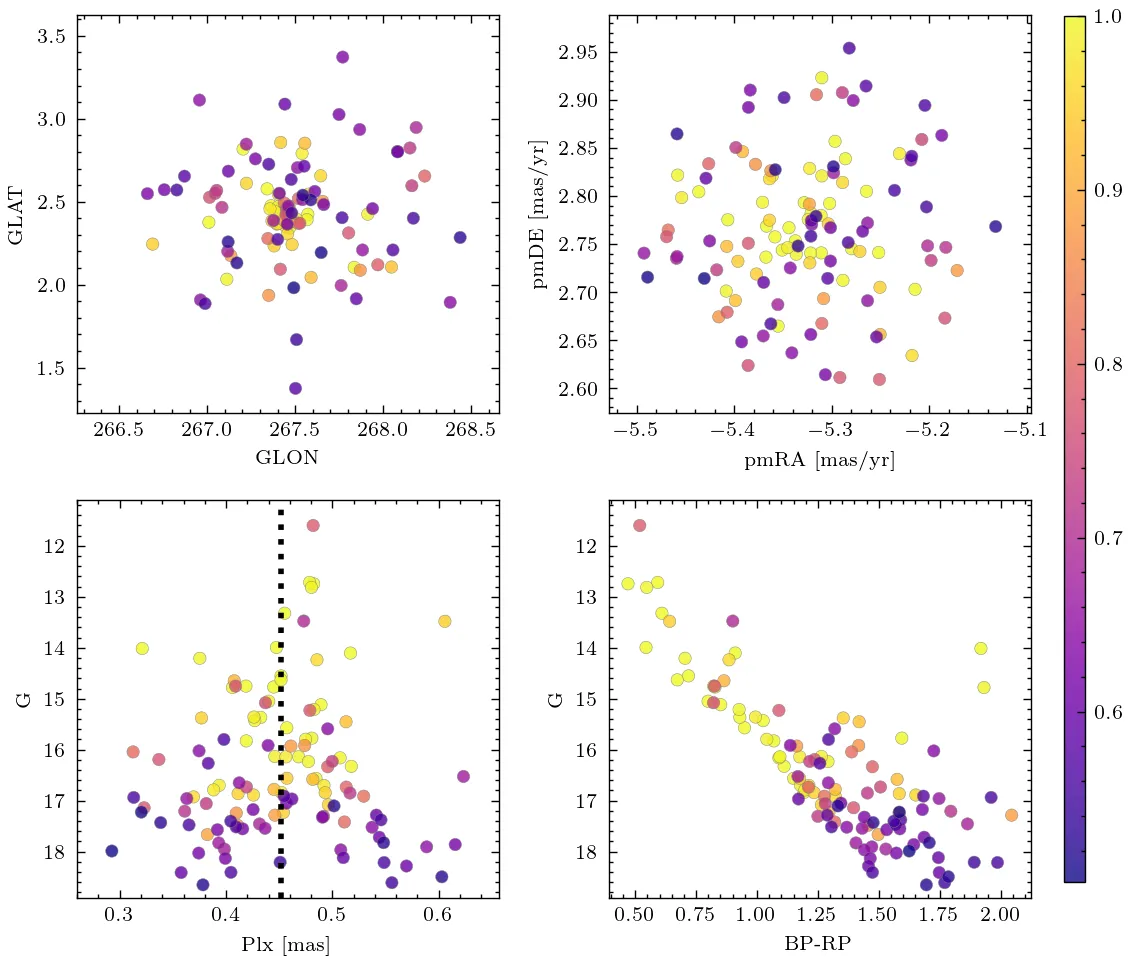 3.5
3.0
2.5
2.0
1.5
GLAT
266.5 267.0 267.5 268.0 268.5
GLON
2.95
2.90
2.85
2.80
2.75
2.70
2.65
2.60
pmDE [mas/yr]
−5.5 −5.4 −5.3 −5.2 −5.1
pmRA [mas/yr]
12
13
14
15
16
17
18
G
0.3 0.4 0.5 0.6
Plx [mas]
12
13
14
15
16
17
18
G
0.50 0.75 1.00 1.25 1.50 1.75 2.00
BP-RP
1.0
0.9
0.8
0.7
0.6